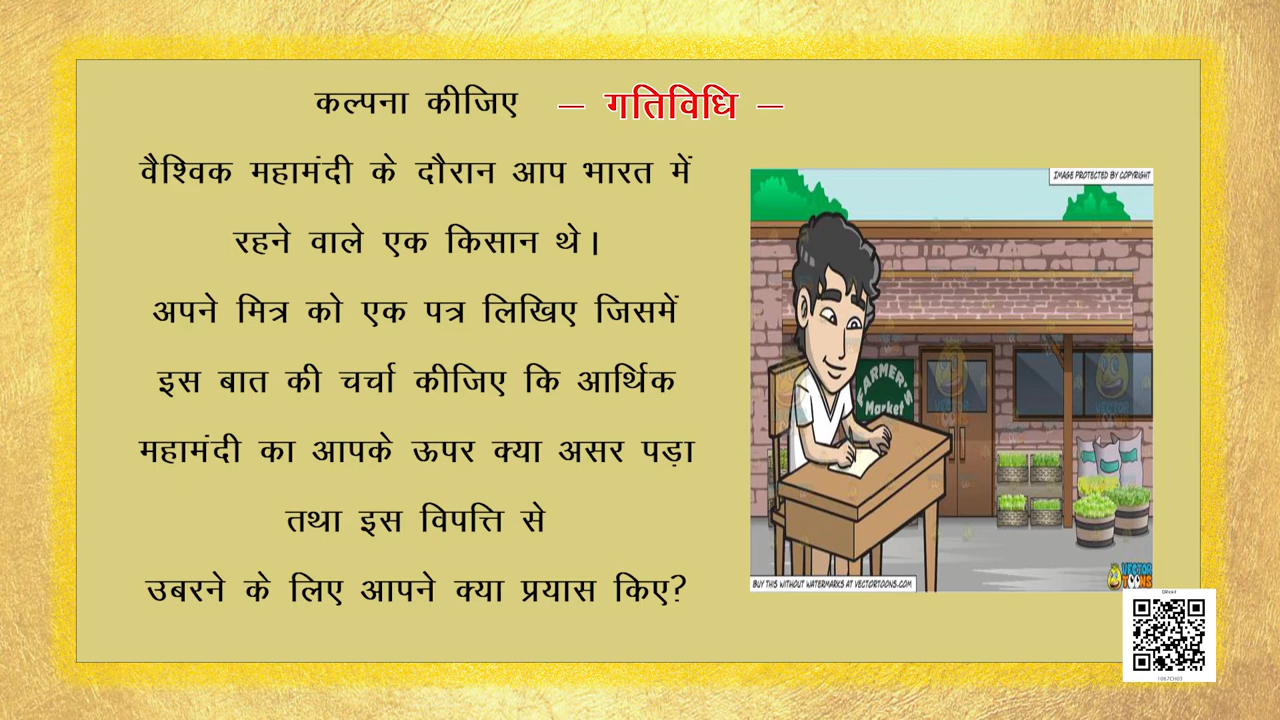 कल्पना कीजिए – गतिविधि –
वैश्विक महामंदी के दौरान आप भारत में
रहने वाले एक किसान थे।
अपने मित्र को एक पत्र लिखिए जिसमें
इस बात की चर्चा कीजिए कि आर्थिक
महामंदी का आपके ऊपर क्या असर पड़ा
तथा इस विपत्ति से
उबरने के लिए आपने क्या प्रयास किए?
IMAGE PROTECTED BY COPYRIGHT
FARMER'S
Market
BUY THIS WITHOUT WATERMARKS AT VECTORTOONS.COM
VECTOR
TOONS
1067CH03